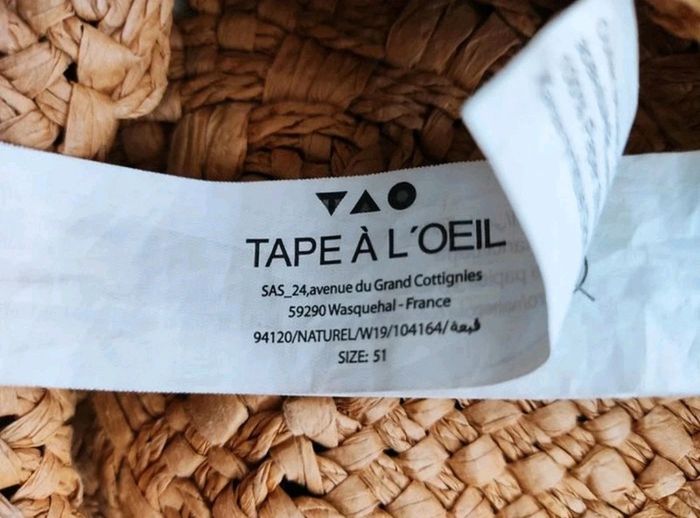 TAPE À L'OEIL
SAS_24,avenue du Grand Cottignies
59290 Wasquehal - France
94120/NATUREL/W19/104164/قبعة
SIZE: 51